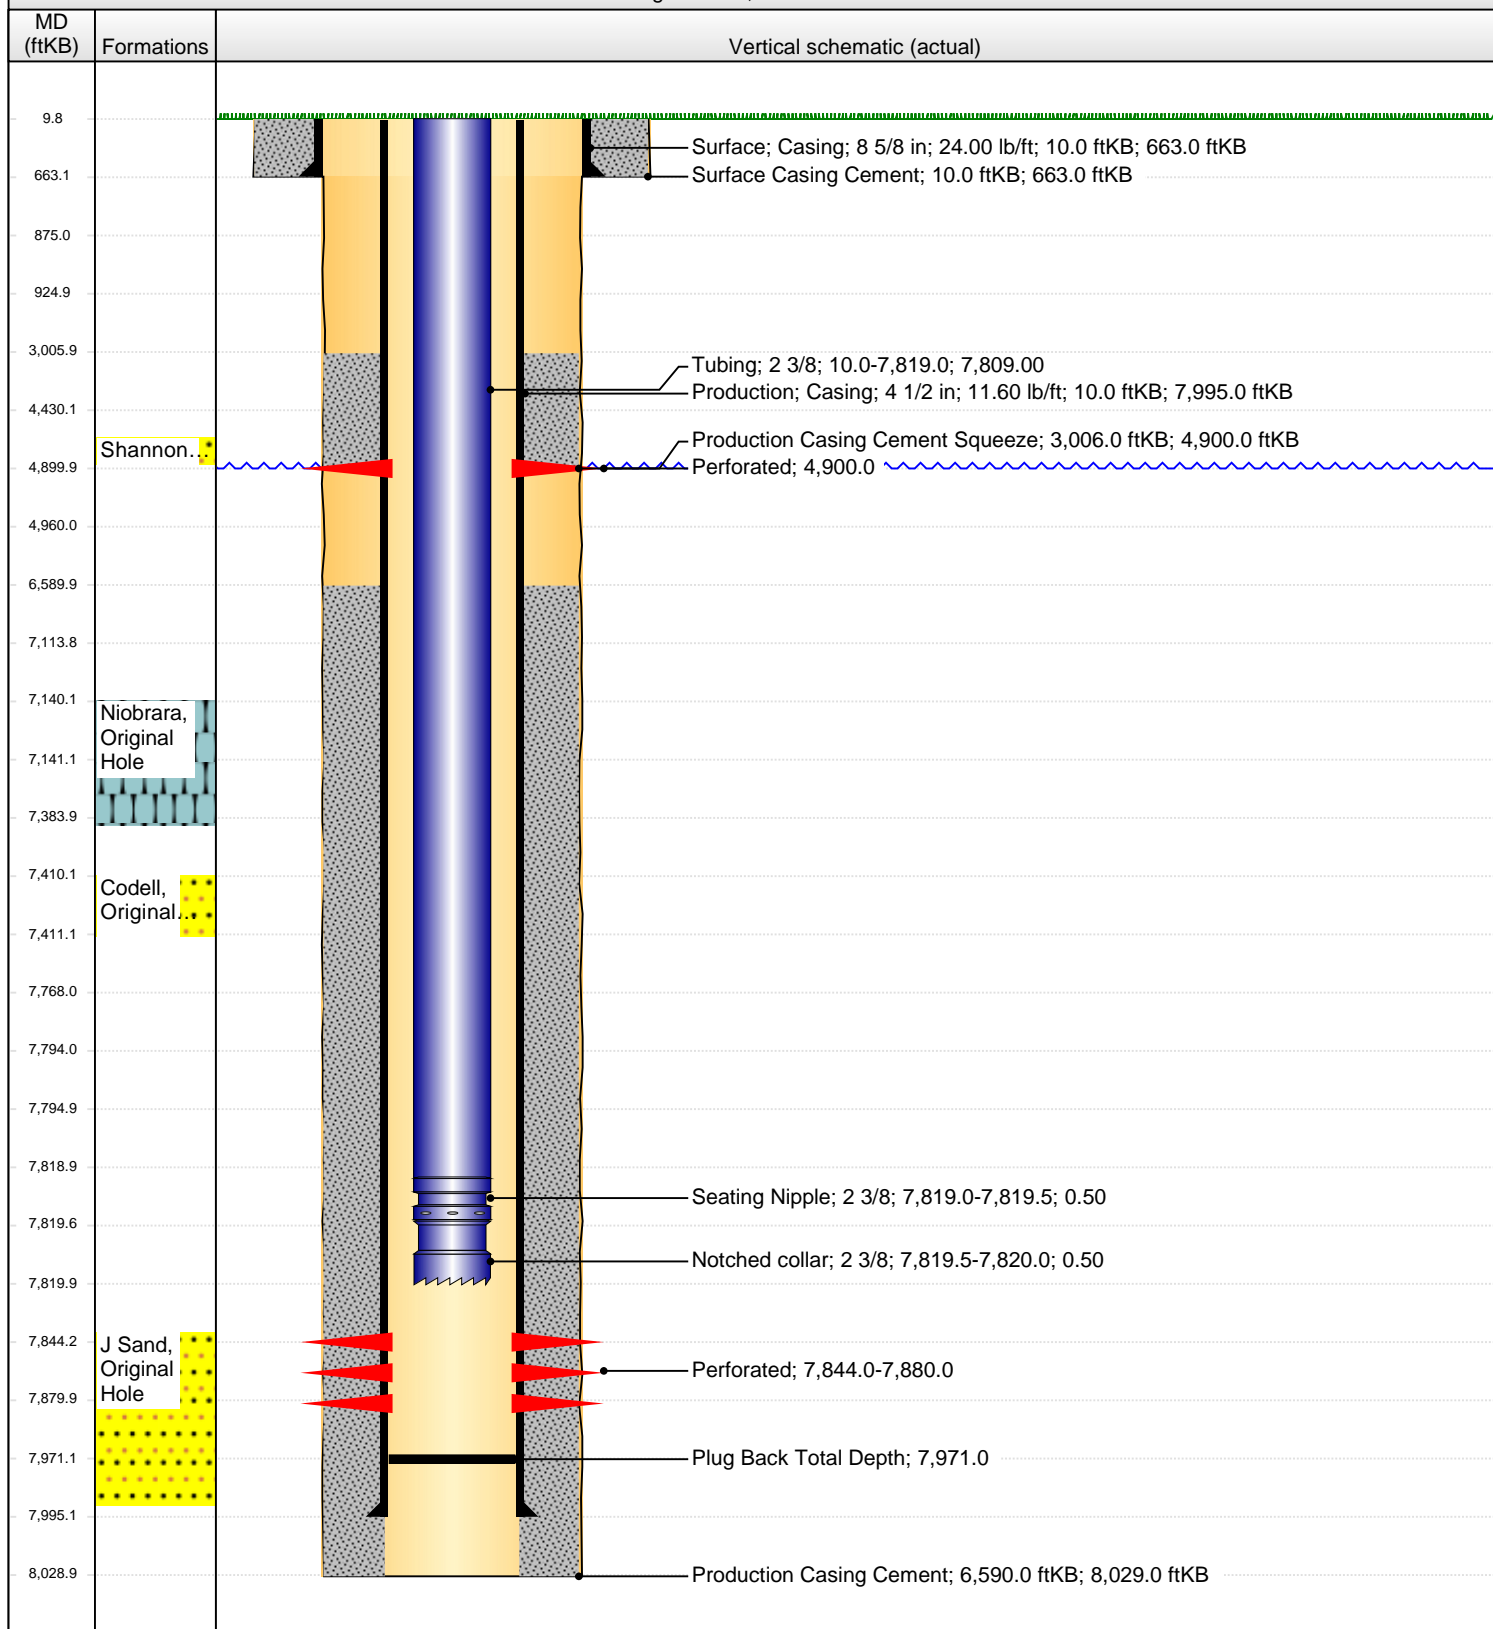 MD
(ftKB)
Formations
Vertical schematic (actual)
9.8
Surface; Casing; 8 5/8 in; 24.00 lb/ft; 10.0 ftKB; 663.0 ftKB
663.1
Surface Casing Cement; 10.0 ftKB; 663.0 ftKB
875.0
924.9
3,005.9
Tubing; 2 3/8; 10.0-7,819.0; 7,809.00
Production; Casing; 4 1/2 in; 11.60 lb/ft; 10.0 ftKB; 7,995.0 ftKB
4,430.1
Production Casing Cement Squeeze; 3,006.0 ftKB; 4,900.0 ftKB
Shannon...
4,899.9
Perforated; 4,900.0
4,960.0
6,589.9
7,113.8
7,140.1
Niobrara,
Original
Hole
7,141.1
7,383.9
7,410.1
Codell,
Original...
7,411.1
7,768.0
7,794.0
7,794.9
7,818.9
Seating Nipple; 2 3/8; 7,819.0-7,819.5; 0.50
7,819.6
Notched collar; 2 3/8; 7,819.5-7,820.0; 0.50
7,819.9
7,844.2
J Sand,
Original
Hole
Perforated; 7,844.0-7,880.0
7,879.9
7,971.1
Plug Back Total Depth; 7,971.0
7,995.1
8,028.9
Production Casing Cement; 6,590.0 ftKB; 8,029.0 ftKB